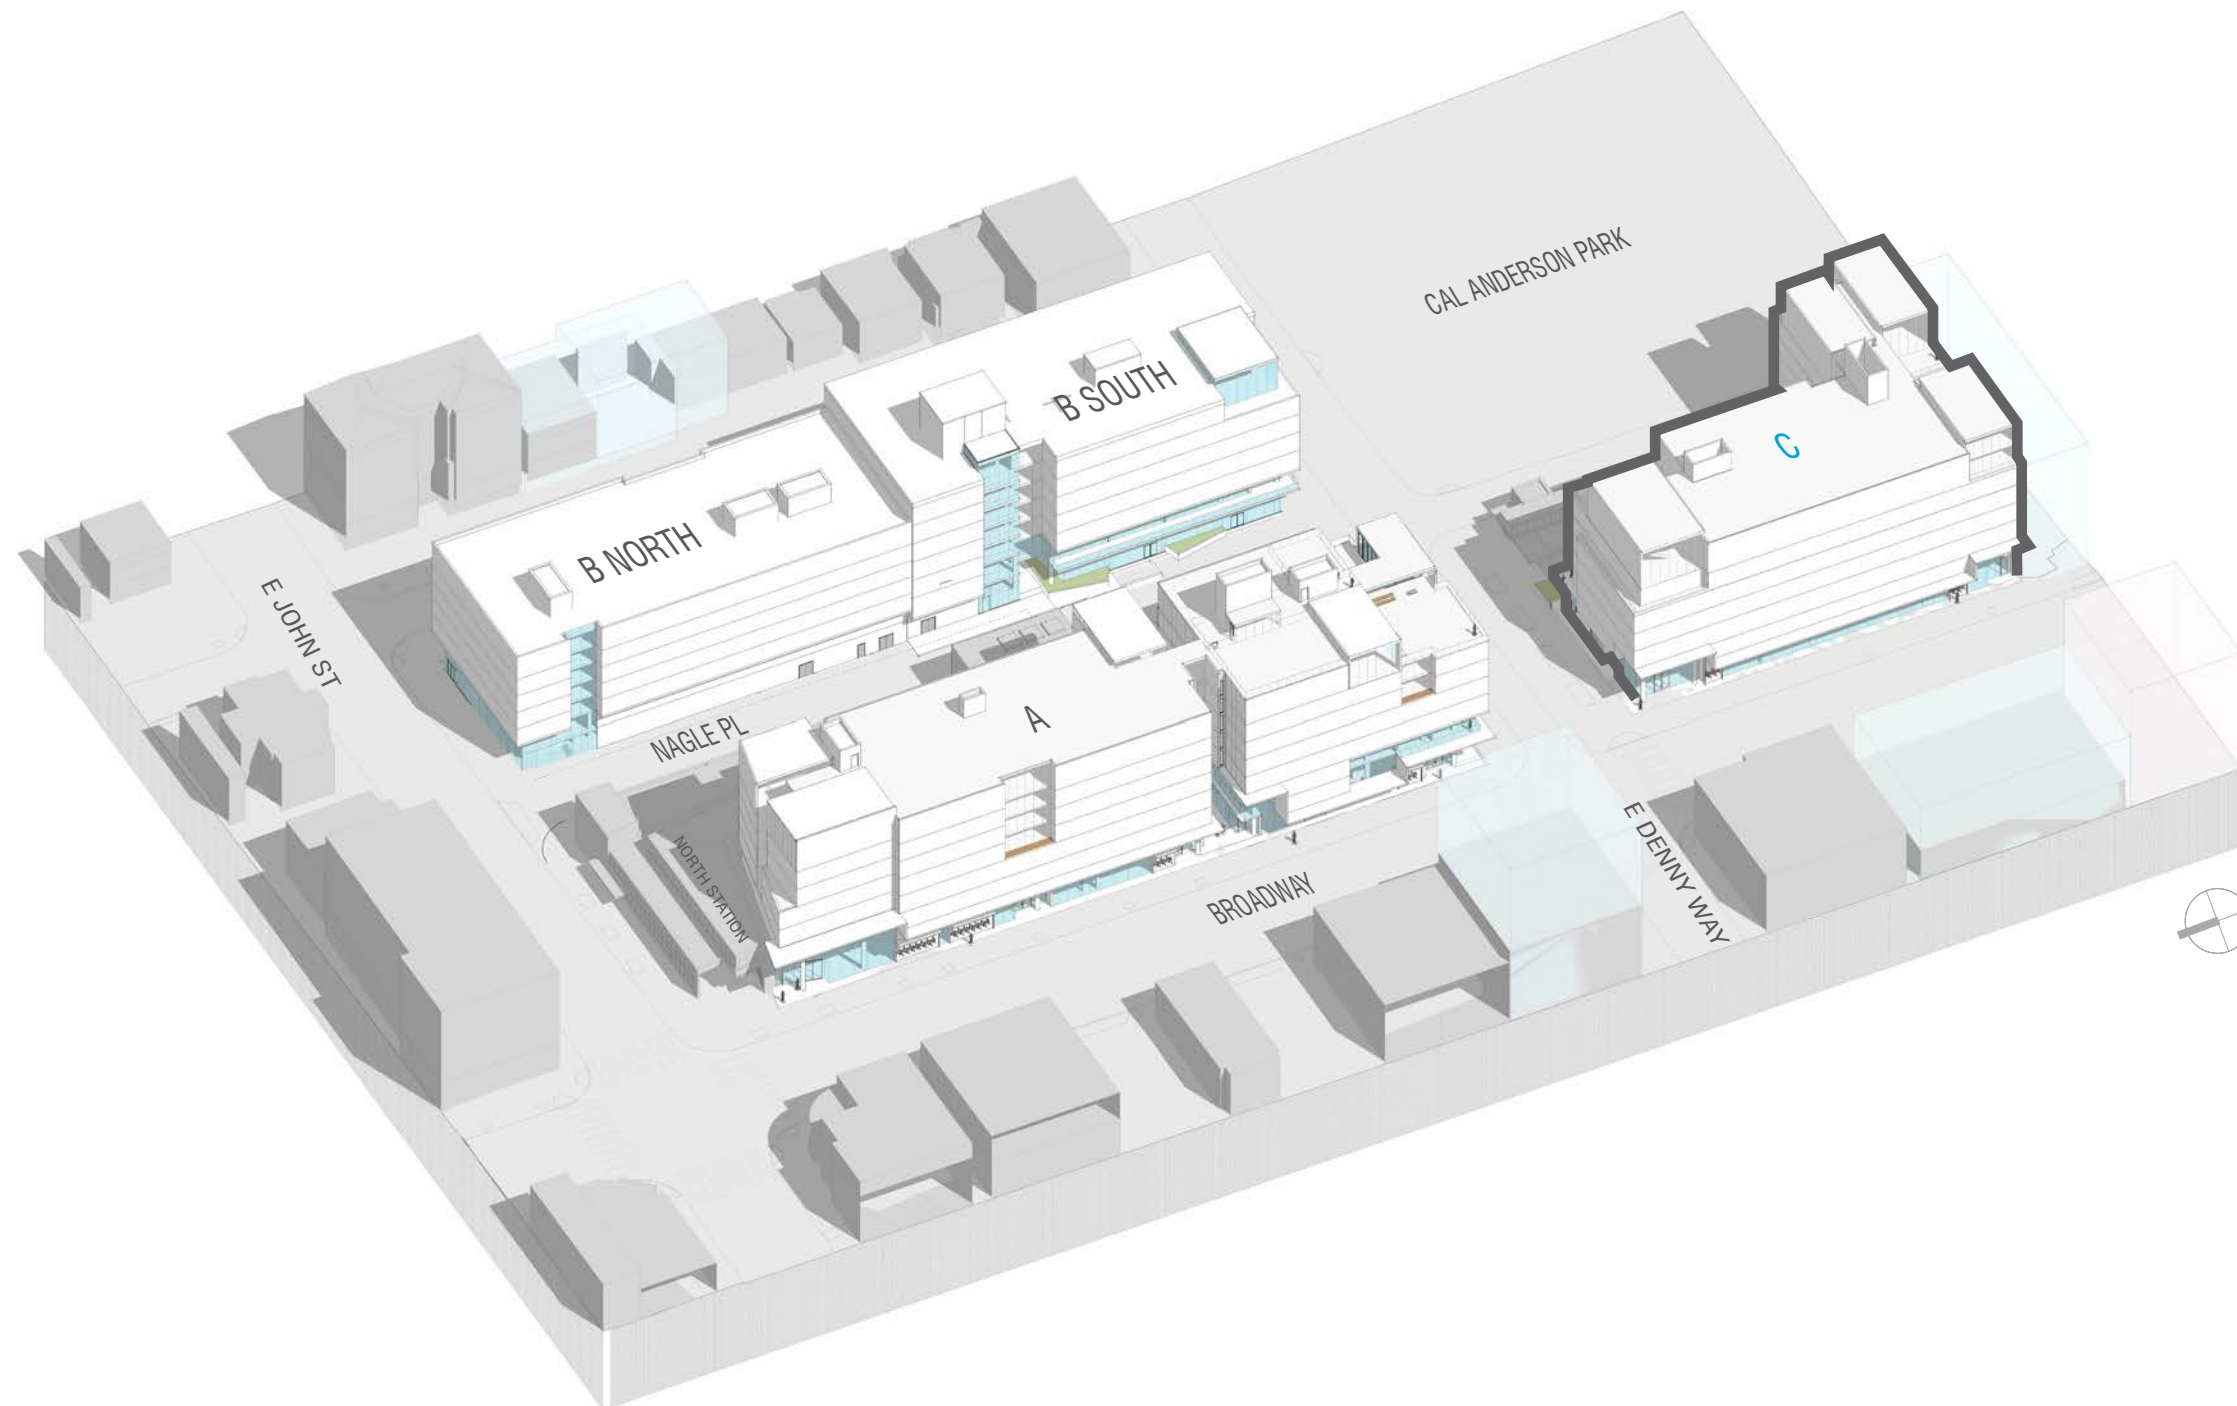 CAL ANDERSON PARK
B SOUTH
C
B NORTH
E JOHN ST
NAGLE PL
A
NORTH STATION
BROADWAY
E DENNY WAY